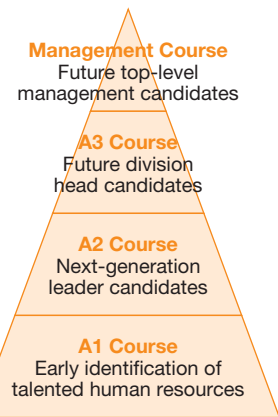 Management Course
Future top-level
management candidates
A3 Course
Future division
head candidates
A2 Course
Next-generation
leader candidates
A1 Course
Early identification of
talented human resources